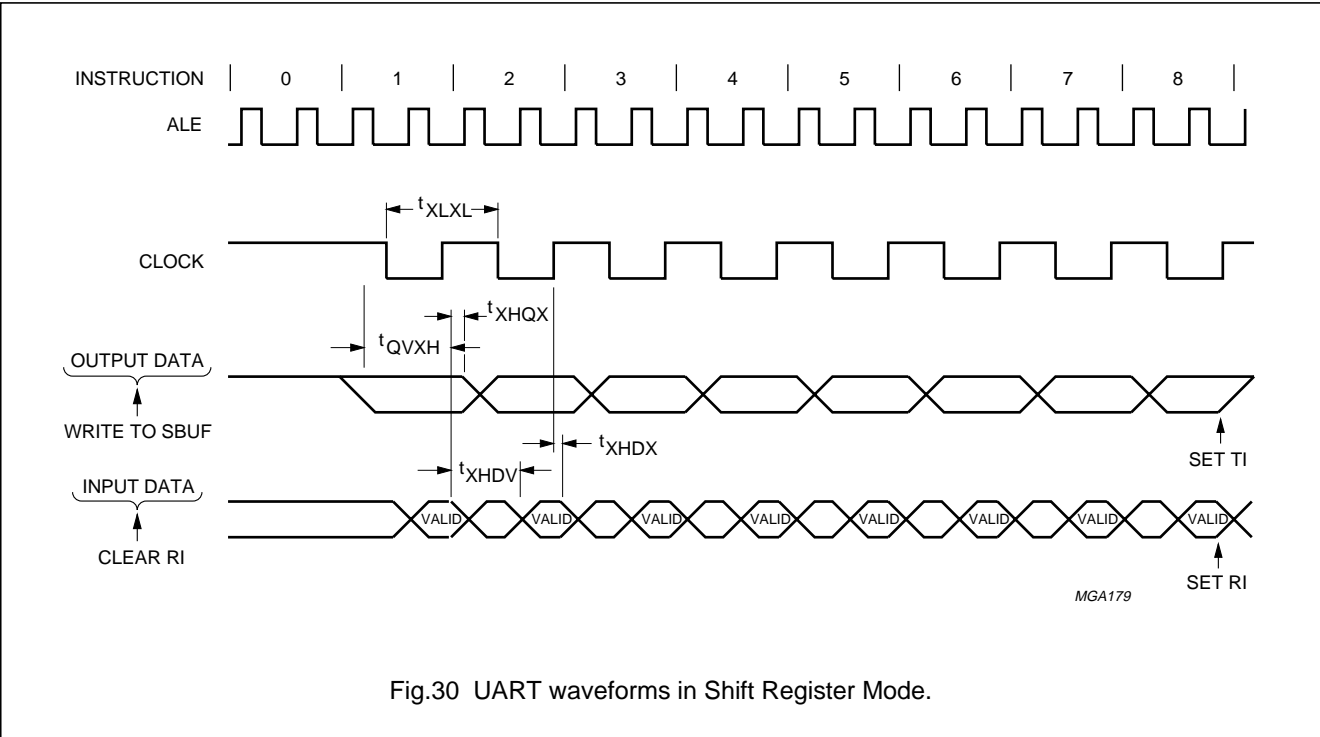 INSTRUCTION 0 1 2 3 4 5 6 7 8
ALE
tXLXL
CLOCK
tXHQX
tQVXH
OUTPUT DATA
WRITE TO SBUF
tXHDX
SET TI
tXHDV
INPUT DATA
VALID VALID VALID VALID VALID VALID VALID VALID
CLEAR RI
SET RI
MGA179
Fig.30 UART waveforms in Shift Register Mode.